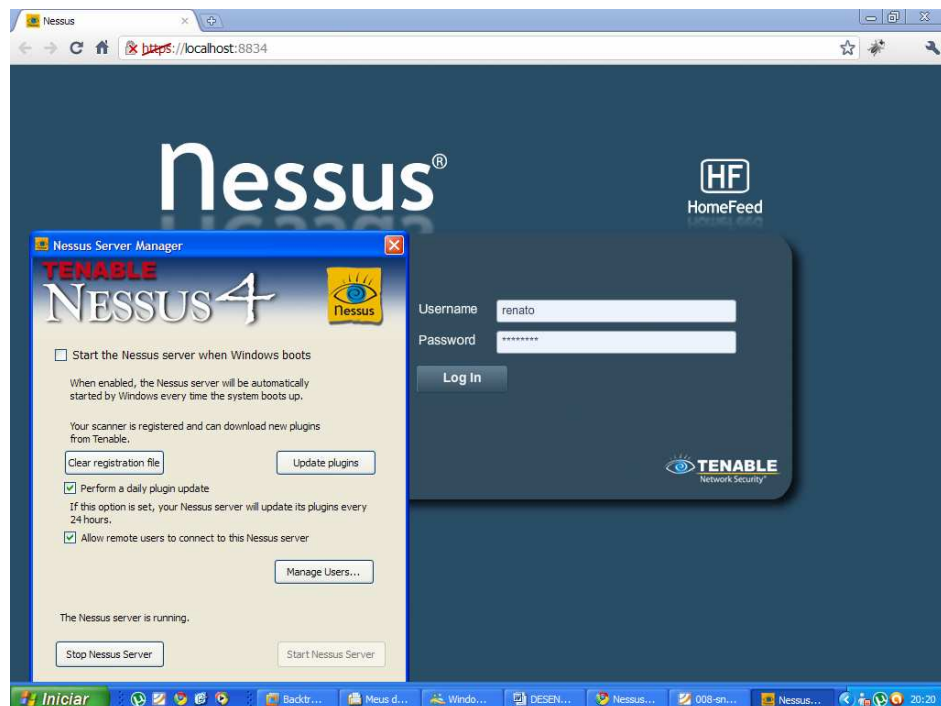 Nessus
https://localhost:8834
nessus®
HF
HomeFeed
Nessus Server Manager
TENABLE
NESSUS 4
Nessus
Start the Nessus server when Windows boots
When enabled, the Nessus server will be automatically
started by Windows every time the system boots up.
Your scanner is registered and can download new plugins
from Tenable.
Clear registration file
Update plugins
Perform a daily plugin update
If this option is set, your Nessus server will update its plugins every
24 hours.
Allow remote users to connect to this Nessus server
Manage Users...
The Nessus server is running.
Stop Nessus Server
Start Nessus Server
Username
renato
Password
********
Log In
TENABLE
Network Security®
Iniciar
Backtr...
Meus d...
Windo...
DESEN...
Nessus...
008-sn...
Nessus...
20:20